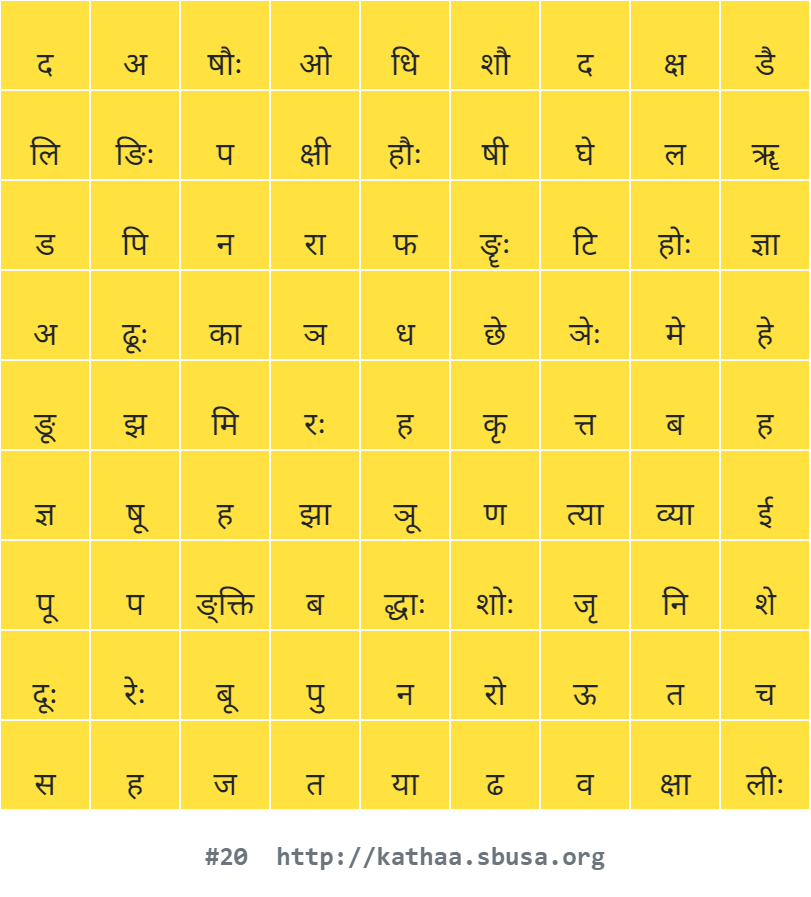 द अ षौः ओ धि शौ द क्ष डै
लि ङिः प क्षी हौः षी घे ल ॠ
ड पि न रा फ ङॄः टि होः ज्ञा
अ ढूः का ञ ध छे ञेः मे हे
ङू झ मि रः ह कृ त्त ब ह
ज्ञ षू ह झा ञू ण त्या व्या ई
पू प ङ्क्ति ब द्धाः शोः जृ नि शे
दूः रेः बू पु न रो ऊ त च
स ह ज त या ढ व क्षा लीः
#20 http://kathaa.sbusa.org